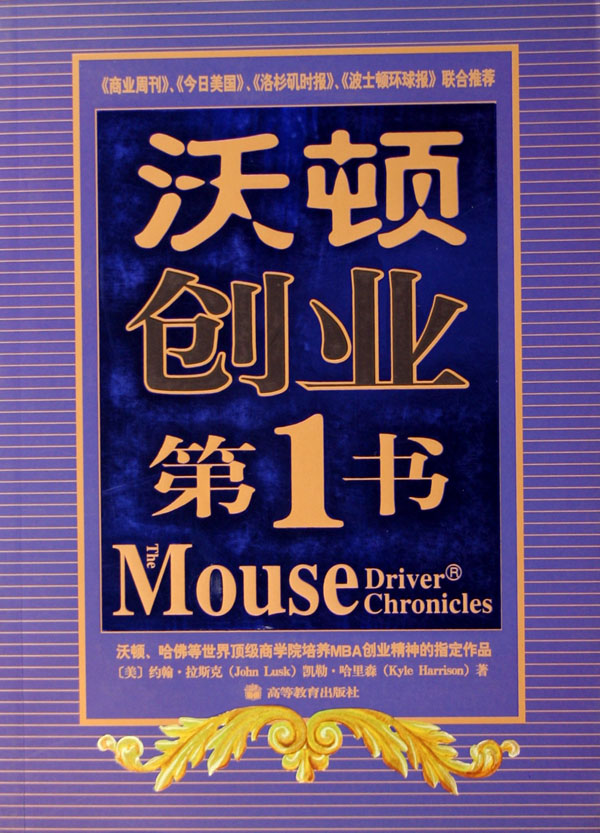 《商业周刊》、《今日美国》、《洛杉矶时报》、《波士顿环球报》联合推荐
沃顿
创业
第1书
The Mouse Driver® Chronicles
沃顿、哈佛等世界顶级商学院培养MBA创业精神的指定作品
〔美〕约翰·拉斯克（John Lusk）凯勒·哈里森（Kyle Harrison）著
高等教育出版社